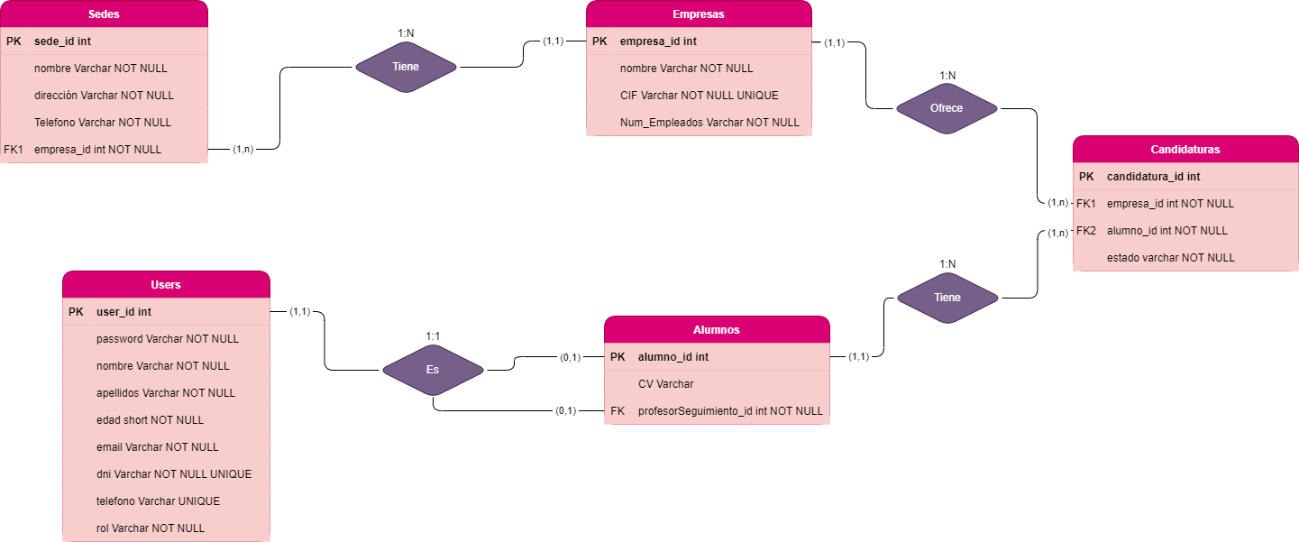 Sedes
PK sede_id int
nombre Varchar NOT NULL
dirección Varchar NOT NULL
Telefono Varchar NOT NULL
FK1 empresa_id int NOT NULL
(1,n)
1:N
Tiene
(1,1)
Empresas
PK empresa_id int
nombre Varchar NOT NULL
CIF Varchar NOT NULL UNIQUE
Num_Empleados Varchar NOT NULL
(1,1)
1:N
Ofrece
(1,n)
Candidaturas
PK candidatura_id int
FK1 empresa_id int NOT NULL
FK2 alumno_id int NOT NULL
estado varchar NOT NULL
(1,n)
1:N
Tiene
(1,1)
Users
PK user_id int
password Varchar NOT NULL
nombre Varchar NOT NULL
apellidos Varchar NOT NULL
edad short NOT NULL
email Varchar NOT NULL
dni Varchar NOT NULL UNIQUE
telefono Varchar UNIQUE
rol Varchar NOT NULL
(1,1)
1:1
Es
(0,1)
(0,1)
Alumnos
PK alumno_id int
CV Varchar
FK profesorSeguimiento_id int NOT NULL